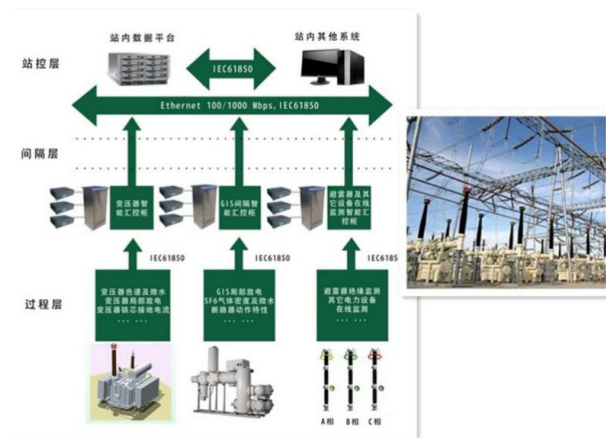 站内数据平台
站内其他系统
站控层
IEC61850
Ethernet 100/1000 Mbps,IEC61850
间隔层
变压器智
能汇控柜
GIS间隔智
能汇控柜
避雷器及其
它设备在线
监测智能汇
控柜
IEC61850
IEC61850
IEC6185
过程层
变压器色谱及微水
变压器局部放电
变压器铁芯接地电流
... ...
GIS局部放电
SF6气体密度及微水
断路器动作特性
... ...
避雷器绝缘监测
其它电力设备
在线监测
... ...
A相
B相
C相